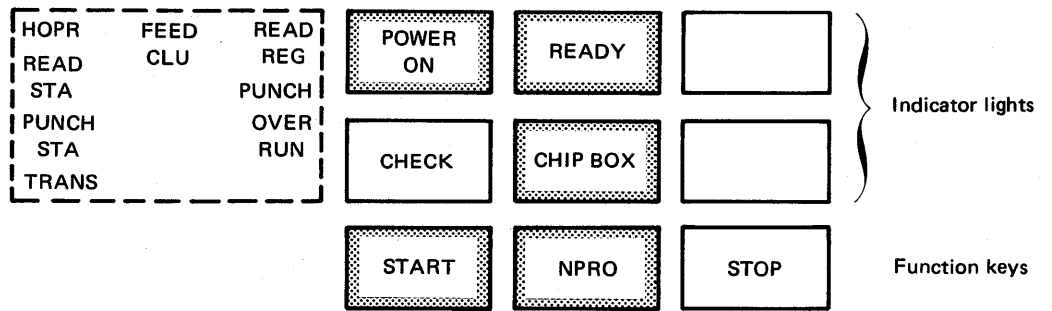 HOPR FEED READ
CLU REG
READ
STA PUNCH
PUNCH OVER
STA RUN
TRANS
POWER
ON
READY
CHECK
CHIP BOX
Indicator lights
START
NPRO
STOP
Function keys